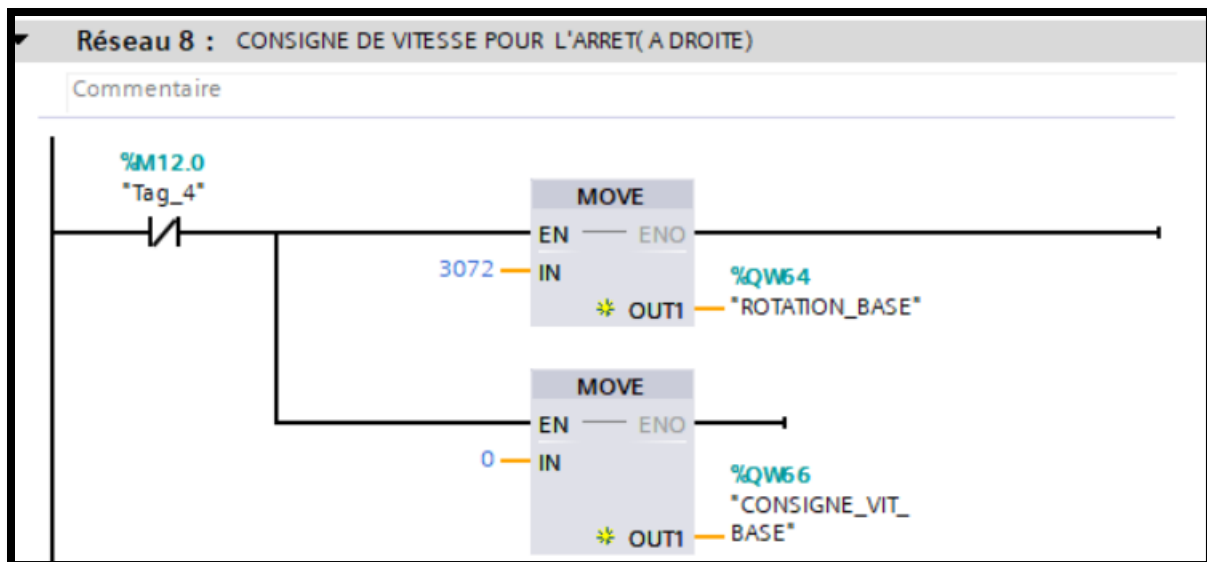 Réseau 8 : CONSIGNE DE VITESSE POUR L'ARRET( A DROITE)
Commentaire
%M12.0
"Tag_4"
MOVE
EN ENO
3072 IN
%QW64
OUT1 "ROTATION_BASE"
MOVE
EN ENO
0 IN
%QW66
"CONSIGNE_VIT_
OUT1 BASE"